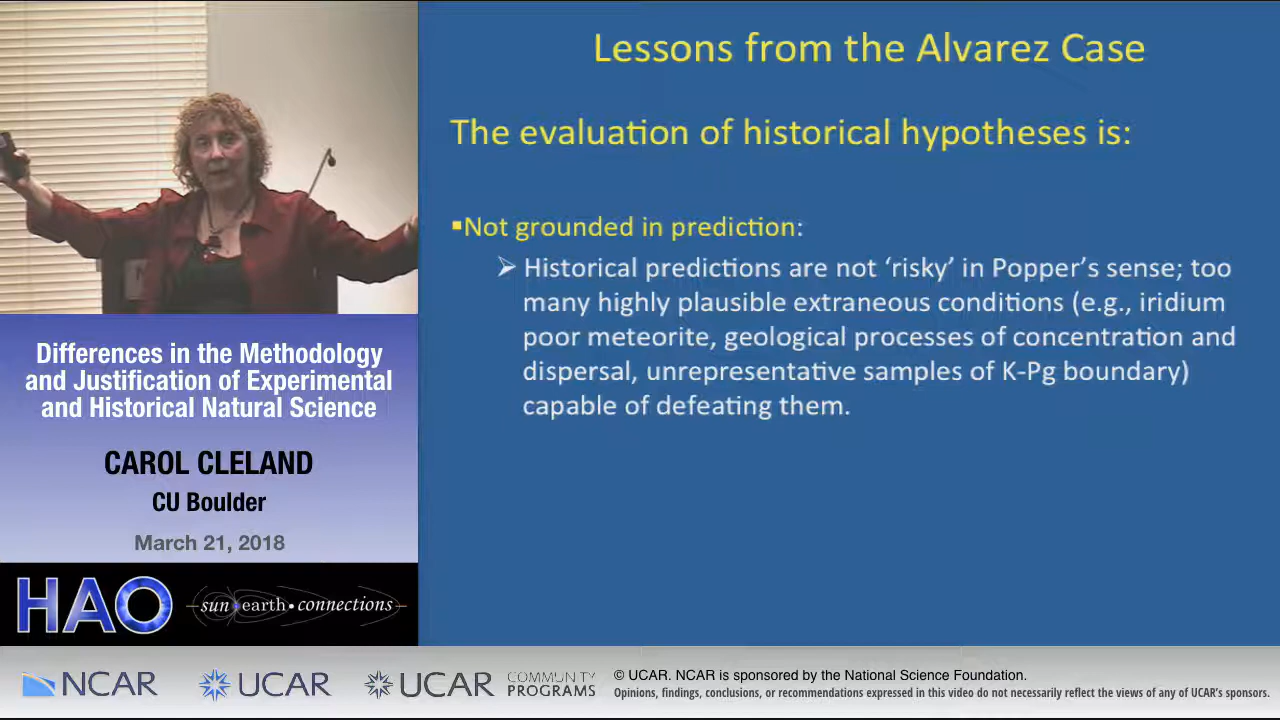 Lessons from the Alvarez Case
The evaluation of historical hypotheses is:
▪Not grounded in prediction:
➢ Historical predictions are not ‘risky’ in Popper’s sense; too
many highly plausible extraneous conditions (e.g., iridium
poor meteorite, geological processes of concentration and
dispersal, unrepresentative samples of K-Pg boundary)
capable of defeating them.
Differences in the Methodology
and Justification of Experimental
and Historical Natural Science
CAROL CLELAND
CU Boulder
March 21, 2018
HAO
sun•earth•connections
NCAR
UCAR
UCAR
COMMUNITY
PROGRAMS
© UCAR. NCAR is sponsored by the National Science Foundation.
Opinions, findings, conclusions, or recommendations expressed in this video do not necessarily reflect the views of any of UCAR's sponsors.